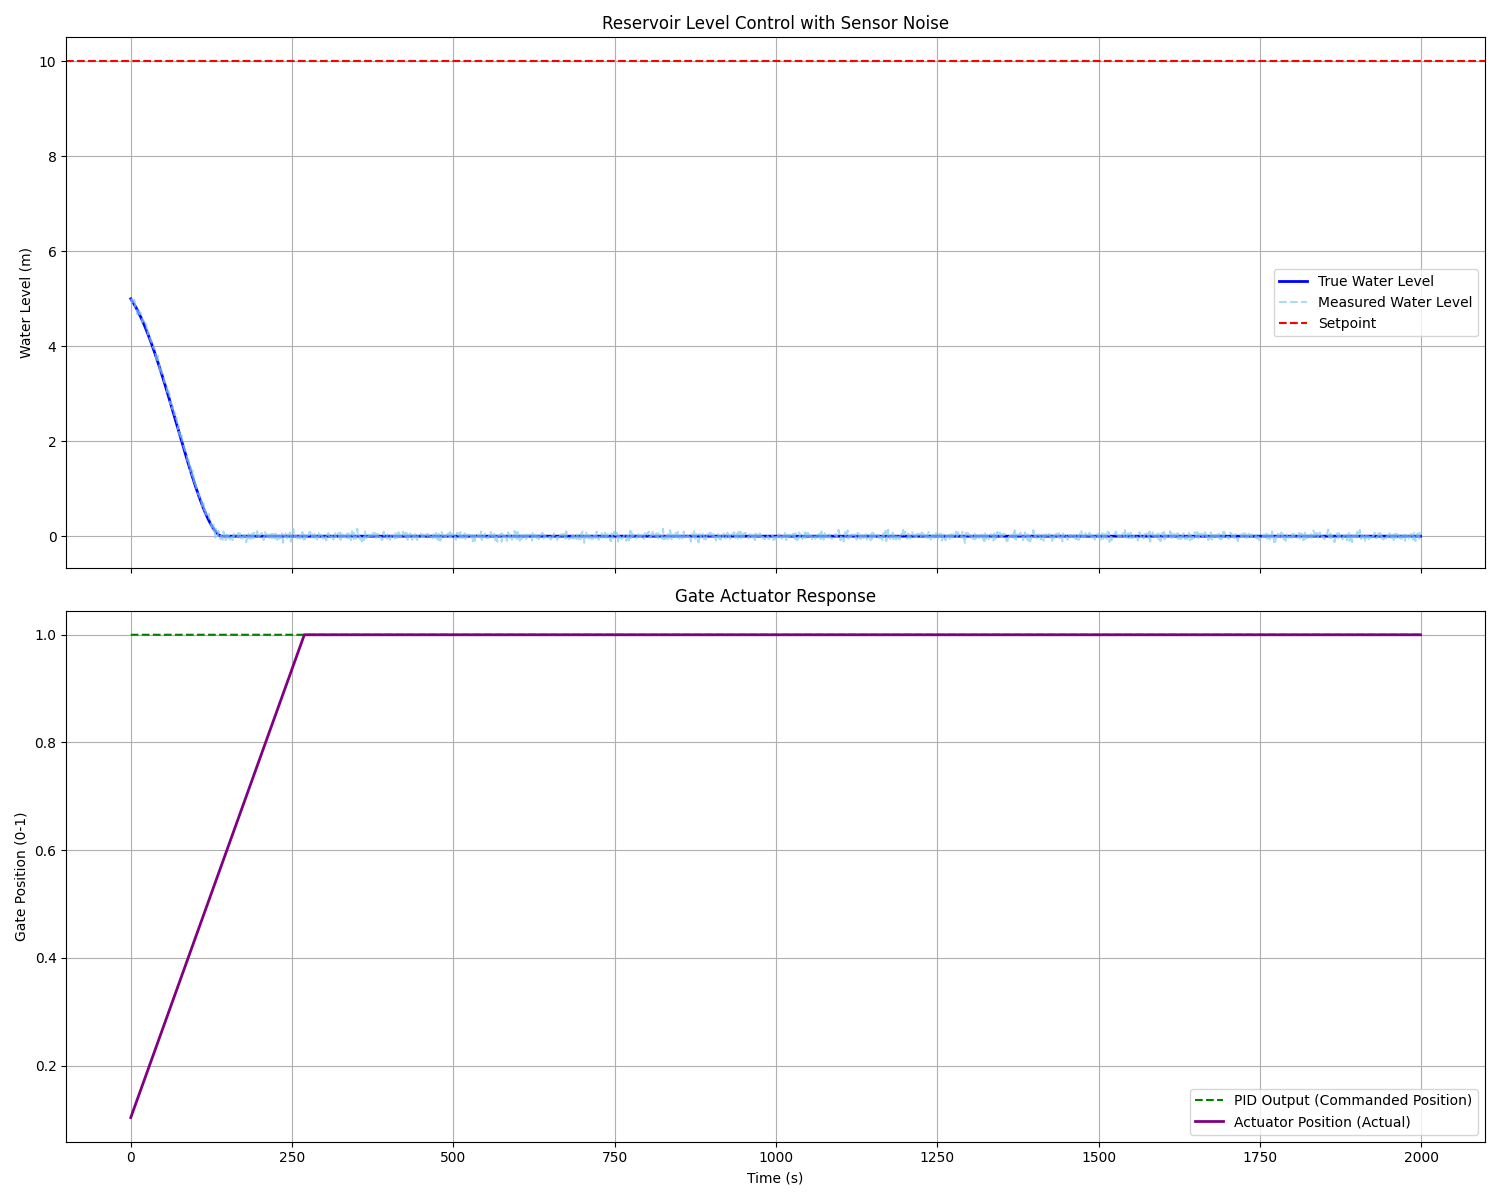 Reservoir Level Control with Sensor Noise
Water Level (m)
10
8
6
4
2
0
True Water Level
Measured Water Level
Setpoint
Gate Actuator Response
Gate Position (0-1)
1.0
0.8
0.6
0.4
0.2
PID Output (Commanded Position)
Actuator Position (Actual)
0 250 500 750 1000 1250 1500 1750 2000
Time (s)